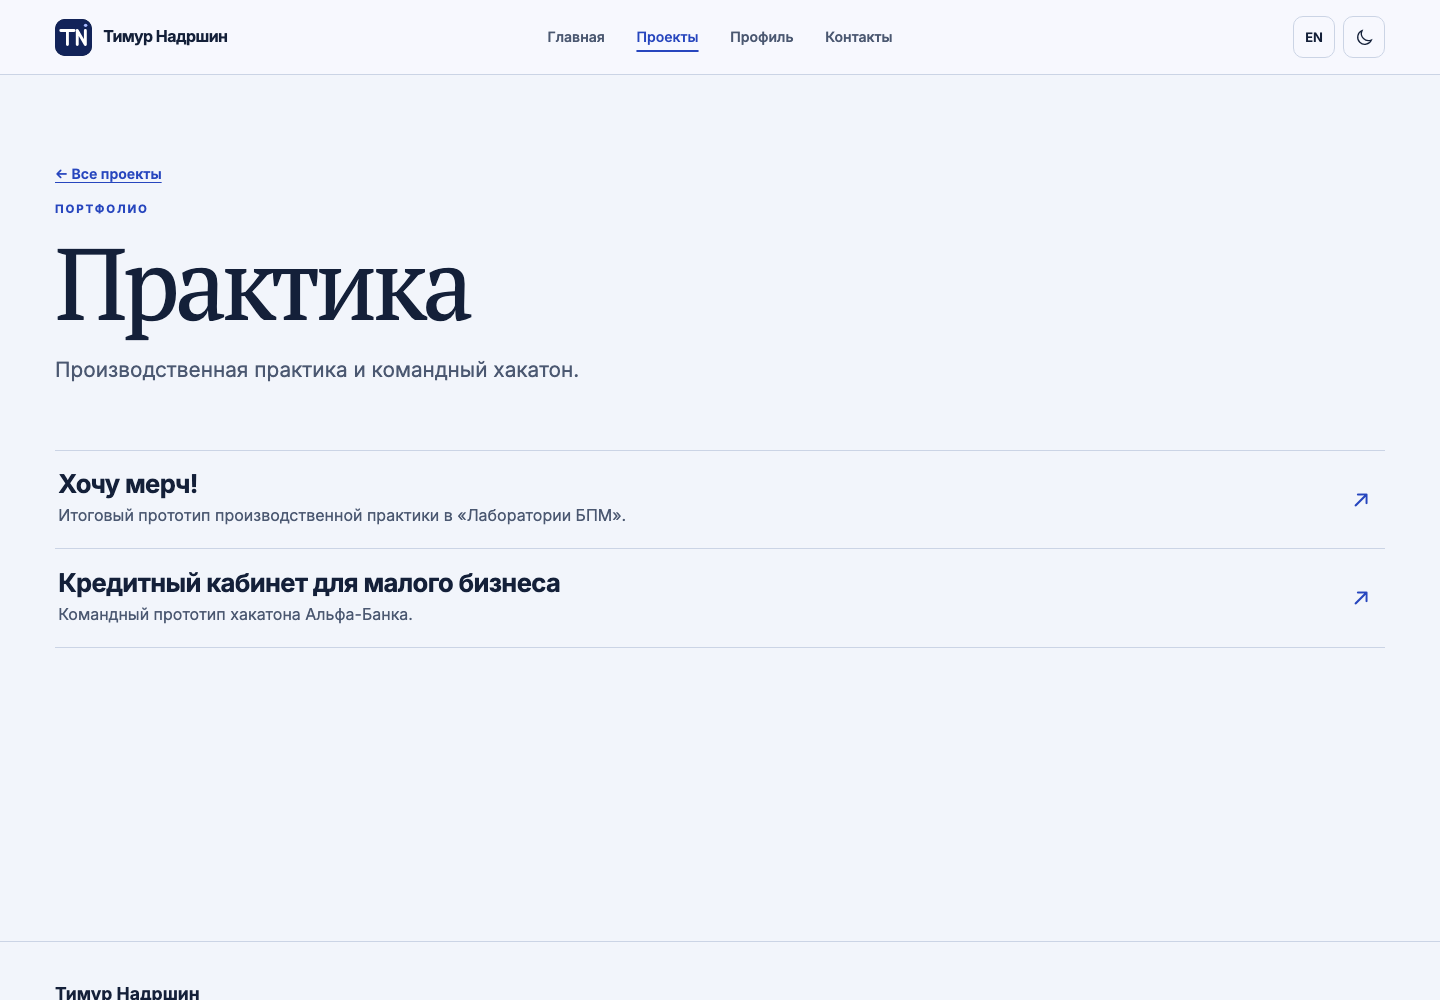 TN Тимур Надршин Главная Проекты Профиль Контакты EN
← Все проекты
ПОРТФОЛИО
Практика
Производственная практика и командный хакатон.
Хочу мерч!
Итоговый прототип производственной практики в «Лаборатории БПМ».
Кредитный кабинет для малого бизнеса
Командный прототип хакатона Альфа-Банка.
Тимур Надршин